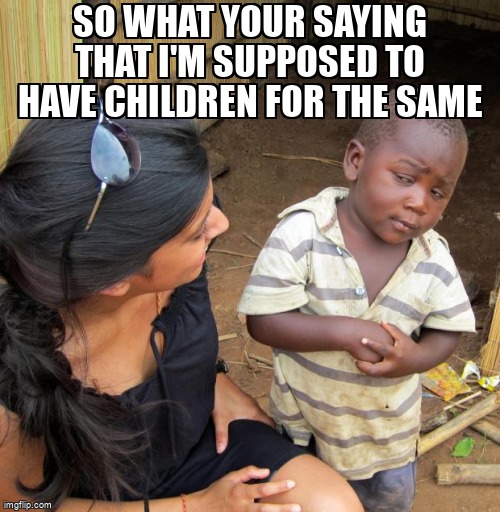 SO WHAT YOUR SAYING
THAT I'M SUPPOSED TO
HAVE CHILDREN FOR THE SAME
imgflip.com